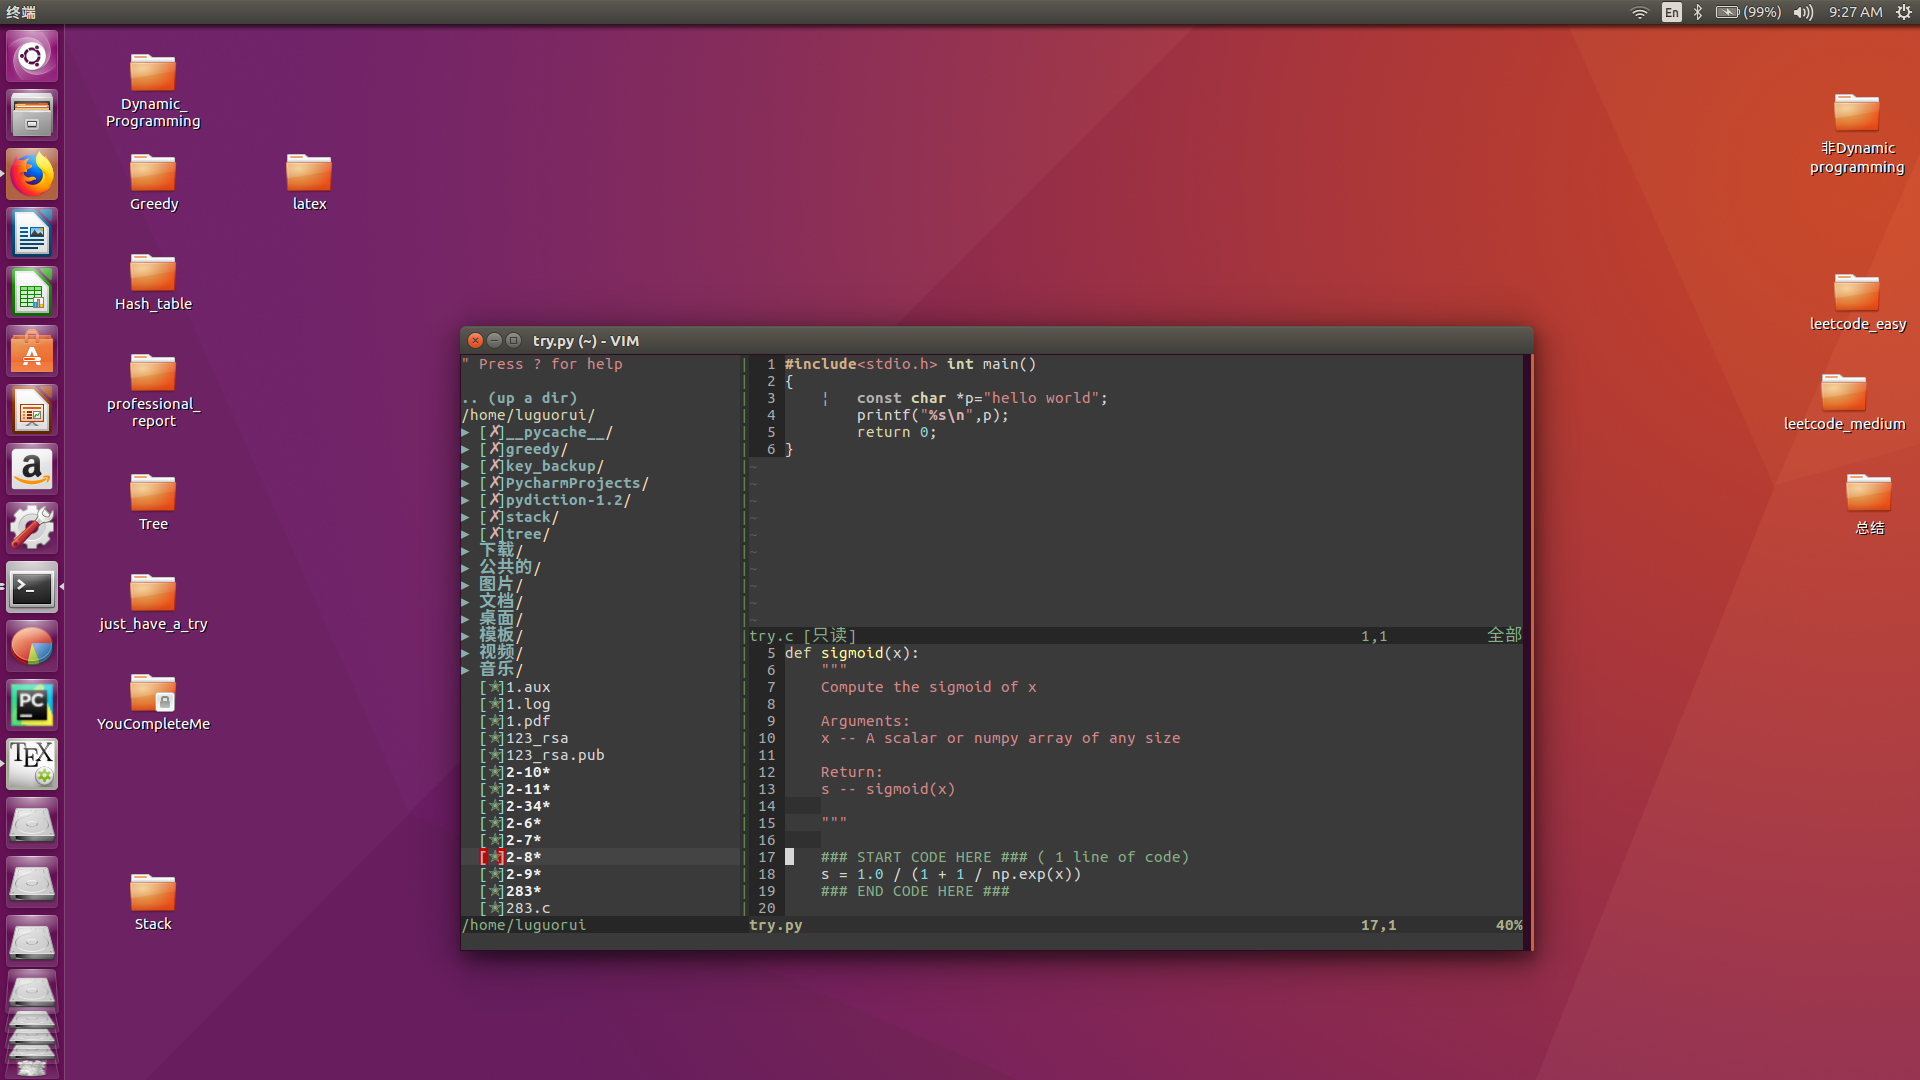 终端
En
(99%)
9:27 AM
Dynamic_
Programming
Greedy
latex
Hash_table
professional_
report
Tree
just_have_a_try
YouCompleteMe
Stack
非Dynamic
programming
leetcode_easy
leetcode_medium
总结
A
a
>_
PC
TEX
try.py (~) - VIM
" Press ? for help
.. (up a dir)
/home/luguorui/
▸ [✗]__pycache__/
▸ [✗]greedy/
▸ [✗]key_backup/
▸ [✗]PycharmProjects/
▸ [✗]pydiction-1.2/
▸ [✗]stack/
▸ [✗]tree/
▸ 下载/
▸ 公共的/
▸ 图片/
▸ 文档/
▸ 桌面/
▸ 模板/
▸ 视频/
▸ 音乐/
[★]1.aux
[★]1.log
[★]1.pdf
[★]123_rsa
[★]123_rsa.pub
[★]2-10*
[★]2-11*
[★]2-34*
[★]2-6*
[★]2-7*
[★]2-8*
[★]2-9*
[★]283*
[★]283.c
/home/luguorui
1 #include<stdio.h> int main()
2 {
3 ¦ const char *p="hello world";
4 printf("%s\n",p);
5 return 0;
6 }
~
~
~
~
~
~
~
~
~
~
try.c [只读] 1,1 全部
5 def sigmoid(x):
6 """
7 Compute the sigmoid of x
8
9 Arguments:
10 x -- A scalar or numpy array of any size
11
12 Return:
13 s -- sigmoid(x)
14
15 """
16
17 ### START CODE HERE ### ( 1 line of code)
18 s = 1.0 / (1 + 1 / np.exp(x))
19 ### END CODE HERE ###
20
try.py 17,1 40%